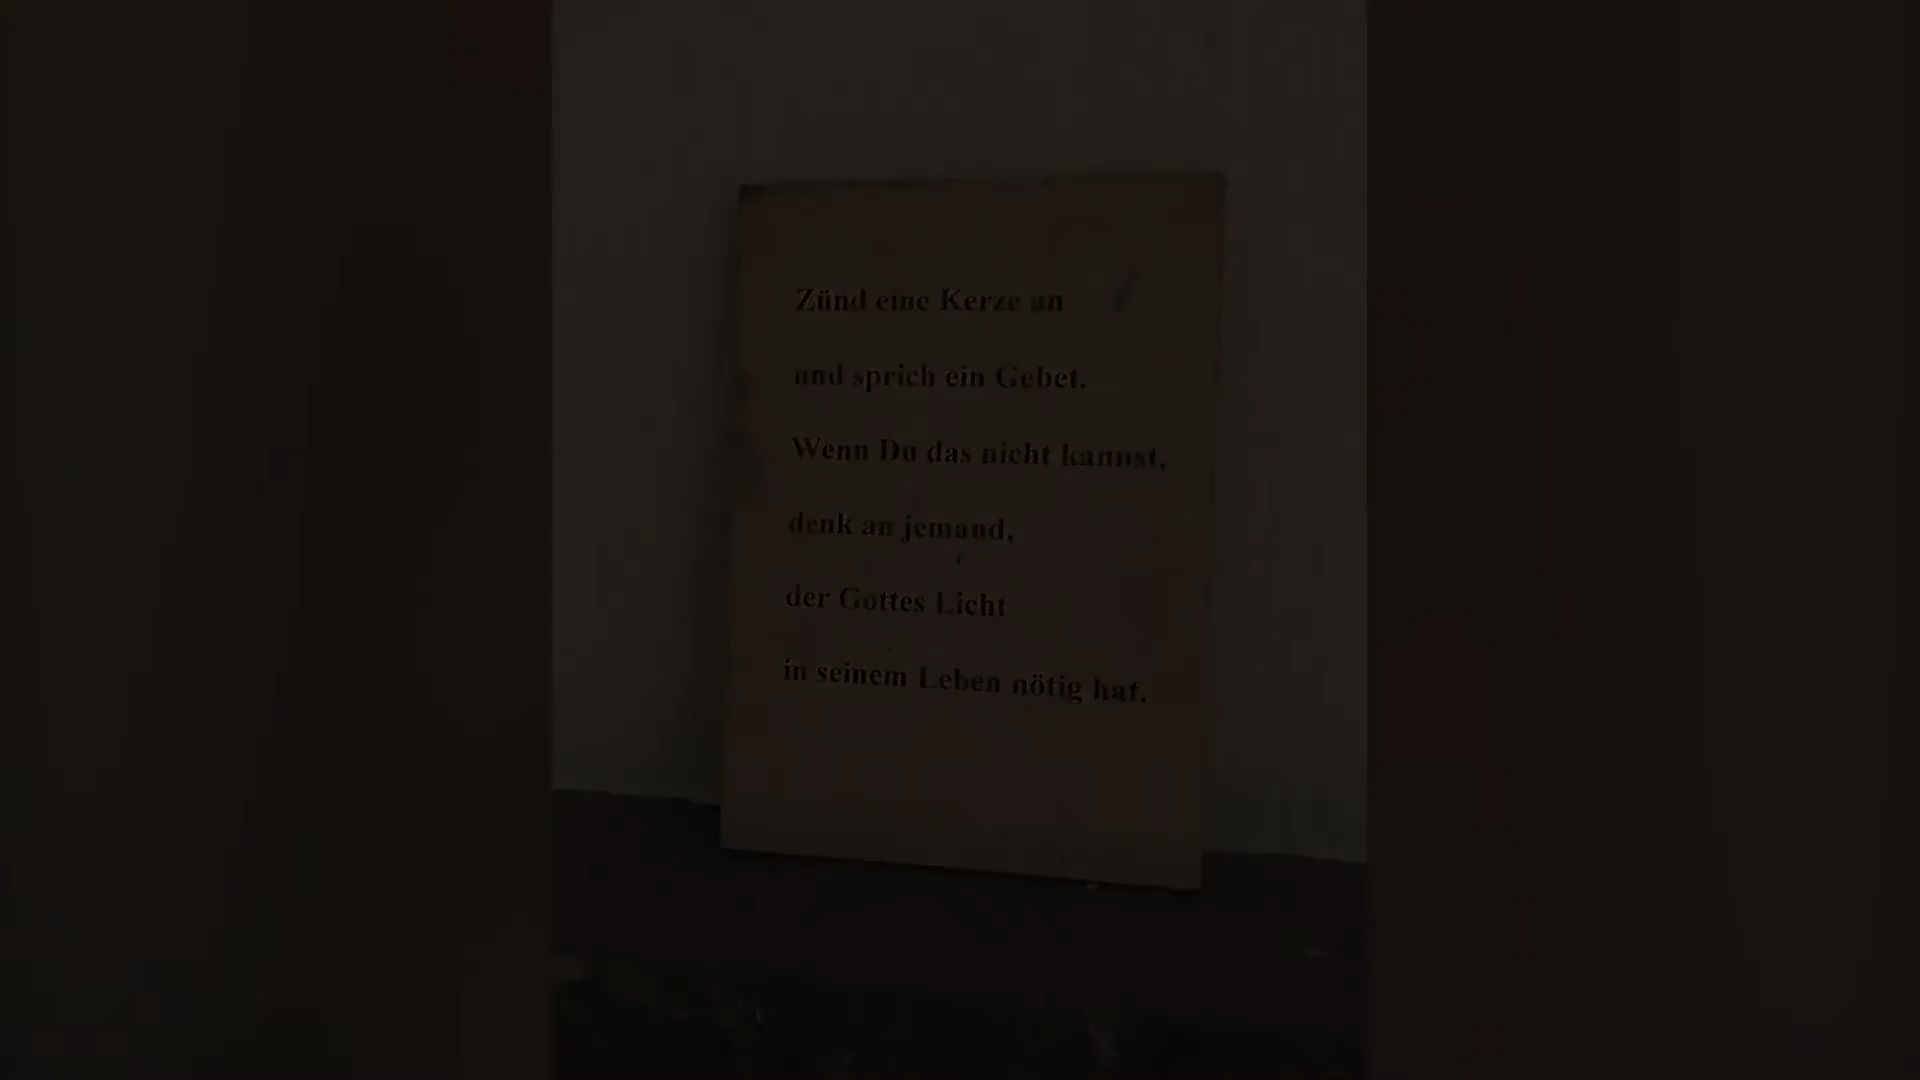 Zünd eine Kerze an
und sprich ein Gebet.
Wenn Du das nicht kannst,
denk an jemand,
der Gottes Licht
in seinem Leben nötig hat.